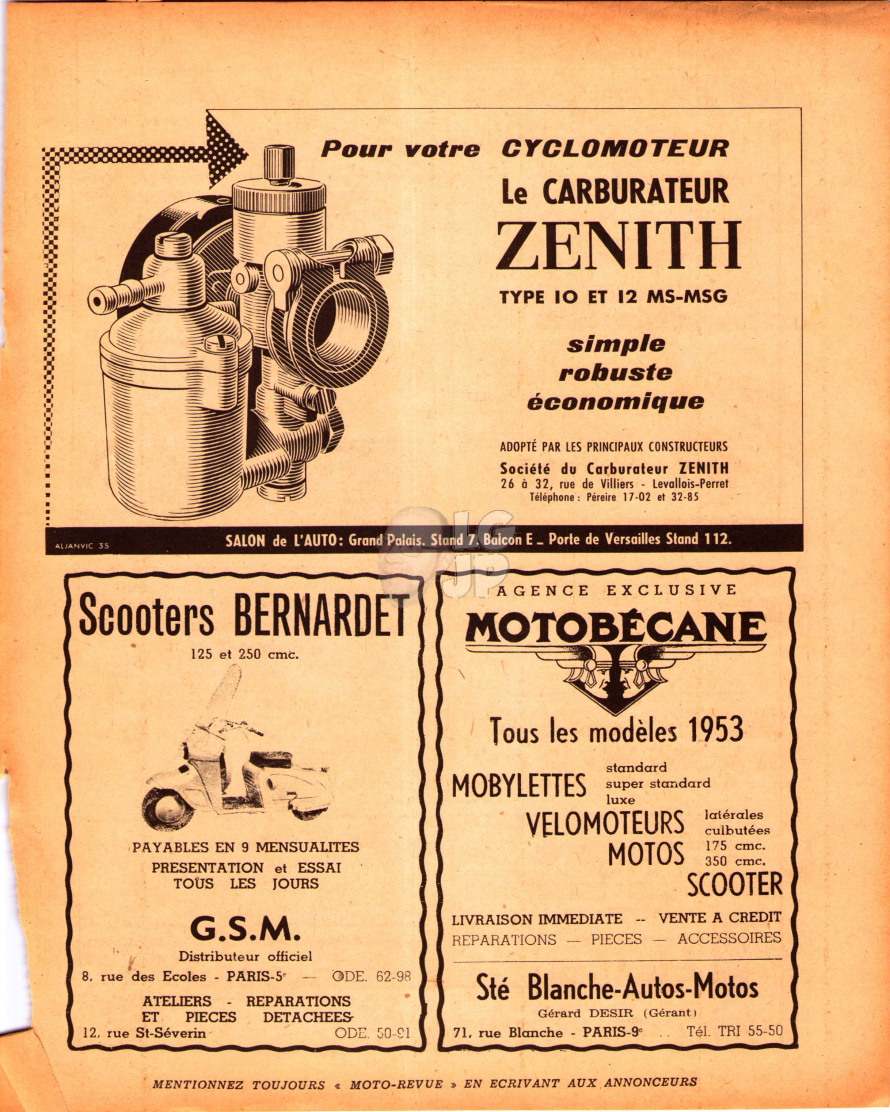 Pour votre CYCLOMOTEUR
Le CARBURATEUR
ZENITH
TYPE 10 ET 12 MS-MSG
simple
robuste
économique
ADOPTÉ PAR LES PRINCIPAUX CONSTRUCTEURS
Société du Carburateur ZENITH
26 à 32, rue de Villiers - Levallois-Perret
Téléphone : Péreire 17-02 et 32-85
ALJANVIC 35
SALON de L'AUTO: Grand Palais. Stand 7. Balcon E _ Porte de Versailles Stand 112.
LG
JP
Scooters BERNARDET
125 et 250 cmc.
PAYABLES EN 9 MENSUALITES
PRESENTATION et ESSAI
TOUS LES JOURS
G.S.M.
Distributeur officiel
8, rue des Ecoles - PARIS-5e — ODE. 62-98
ATELIERS - REPARATIONS
ET PIECES DETACHEES
12, rue St-Séverin ODE. 50-91
AGENCE EXCLUSIVE
MOTOBÉCANE
Tous les modèles 1953
MOBYLETTES standard
super standard
luxe
VELOMOTEURS latérales
culbutées
MOTOS 175 cmc.
350 cmc.
SCOOTER
LIVRAISON IMMEDIATE -- VENTE A CREDIT
REPARATIONS — PIECES — ACCESSOIRES
Sté Blanche-Autos-Motos
Gérard DESIR (Gérant)
71, rue Blanche - PARIS-9e .. Tél. TRI 55-50
MENTIONNEZ TOUJOURS « MOTO-REVUE » EN ECRIVANT AUX ANNONCEURS